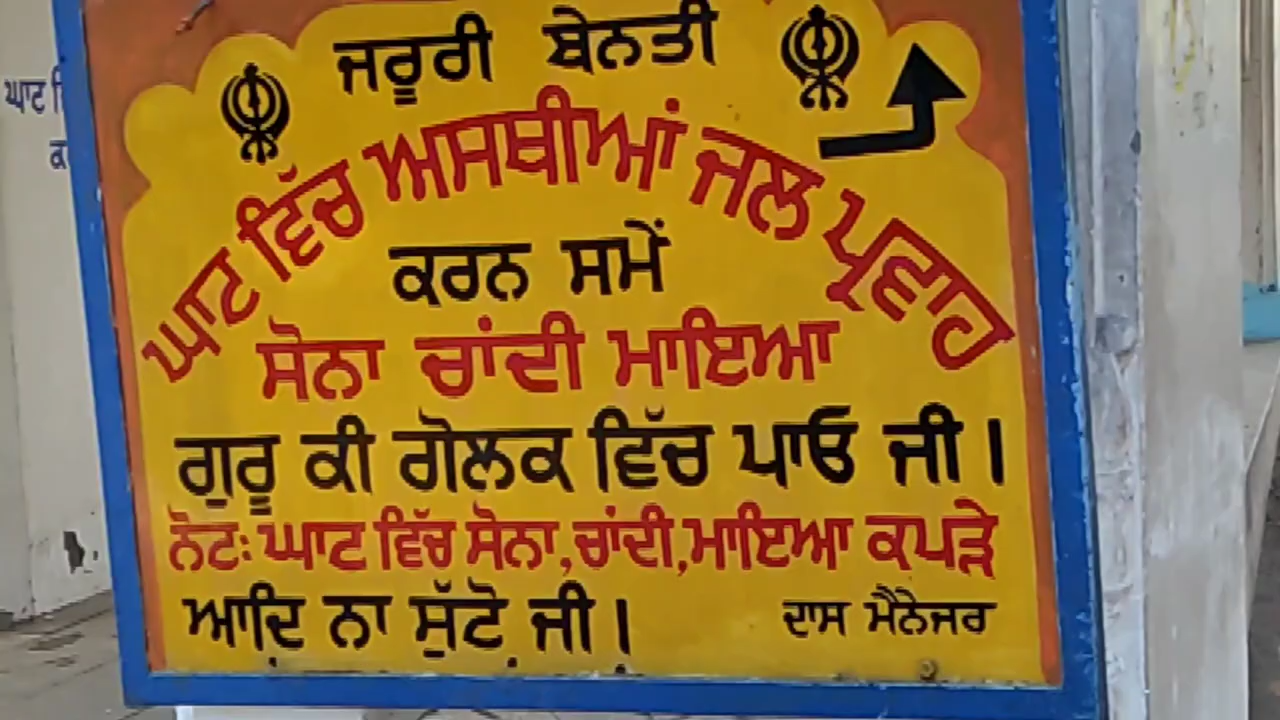 ਜਰੂਰੀ ਬੇਨਤੀ
ਘਾਟ ਵਿੱਚ ਅਸਥੀਆਂ ਜਲ ਪ੍ਰਵਾਹ
ਕਰਨ ਸਮੇਂ
ਸੋਨਾ ਚਾਂਦੀ ਮਾਇਆ
ਗੁਰੂ ਕੀ ਗੋਲਕ ਵਿੱਚ ਪਾਓ ਜੀ।
ਨੋਟਃ ਘਾਟ ਵਿੱਚ ਸੋਨਾ,ਚਾਂਦੀ,ਮਾਇਆ ਕਪੜੇ
ਆਦਿ ਨਾ ਸੁੱਟੋ ਜੀ।
ਦਾਸ ਮੈਨੇਜਰ
ਘਾਟ